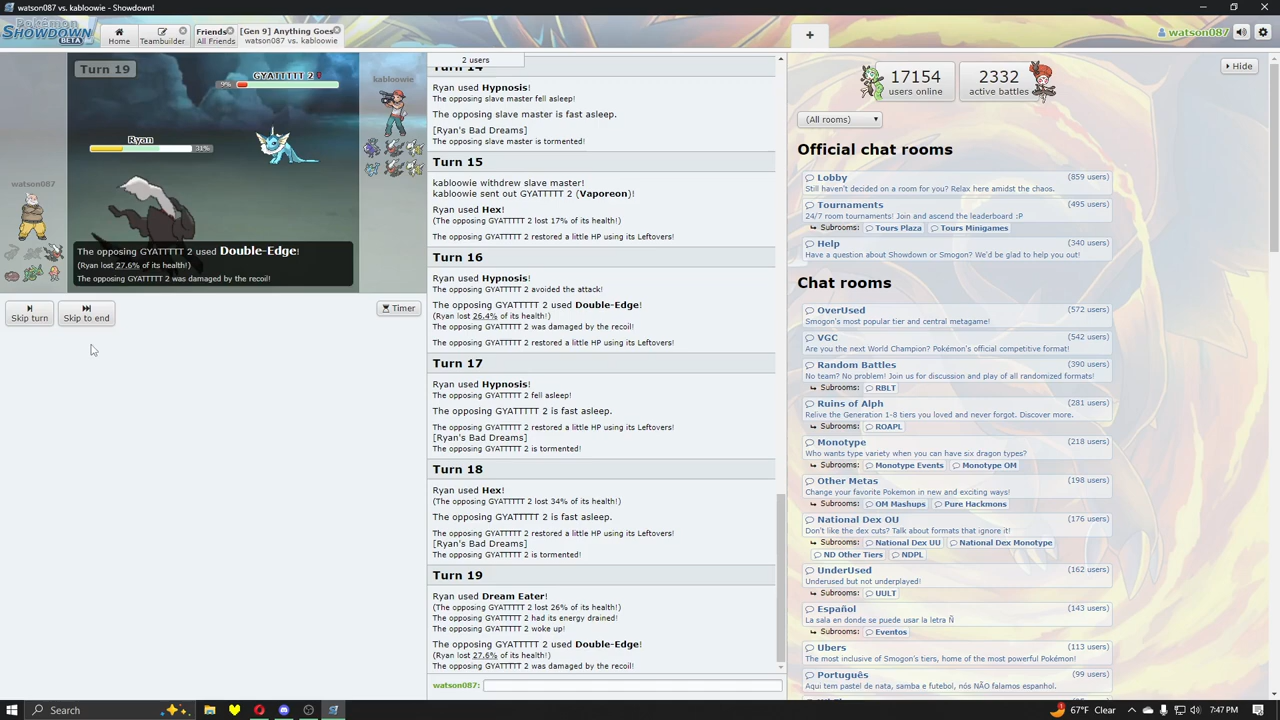 watson087 vs. kabloowie - Showdown!
Pokémon
SHOWDOWN
BETA
Home
Teambuilder
Friends
All Friends
[Gen 9] Anything Goes
watson087 vs. kabloowie
+
watson087
Turn 19
GYATTTTT 2
9%
kabloowie
Ryan
31%
watson087
The opposing GYATTTTT 2 used Double-Edge!
(Ryan lost 27.6% of its health!)
The opposing GYATTTTT 2 was damaged by the recoil!
Skip turn
Skip to end
Timer
2 users
Turn 14
Ryan used Hypnosis!
The opposing slave master fell asleep!
The opposing slave master is fast asleep.
[Ryan's Bad Dreams]
The opposing slave master is tormented!
Turn 15
kabloowie withdrew slave master!
kabloowie sent out GYATTTTT 2 (Vaporeon)!
Ryan used Hex!
(The opposing GYATTTTT 2 lost 17% of its health!)
The opposing GYATTTTT 2 restored a little HP using its Leftovers!
Turn 16
Ryan used Hypnosis!
The opposing GYATTTTT 2 avoided the attack!
The opposing GYATTTTT 2 used Double-Edge!
(Ryan lost 26.4% of its health!)
The opposing GYATTTTT 2 was damaged by the recoil!
The opposing GYATTTTT 2 restored a little HP using its Leftovers!
Turn 17
Ryan used Hypnosis!
The opposing GYATTTTT 2 fell asleep!
The opposing GYATTTTT 2 is fast asleep.
The opposing GYATTTTT 2 restored a little HP using its Leftovers!
[Ryan's Bad Dreams]
The opposing GYATTTTT 2 is tormented!
Turn 18
Ryan used Hex!
(The opposing GYATTTTT 2 lost 34% of its health!)
The opposing GYATTTTT 2 is fast asleep.
The opposing GYATTTTT 2 restored a little HP using its Leftovers!
[Ryan's Bad Dreams]
The opposing GYATTTTT 2 is tormented!
Turn 19
Ryan used Dream Eater!
(The opposing GYATTTTT 2 lost 26% of its health!)
The opposing GYATTTTT 2 had its energy drained!
The opposing GYATTTTT 2 woke up!
The opposing GYATTTTT 2 used Double-Edge!
(Ryan lost 27.6% of its health!)
The opposing GYATTTTT 2 was damaged by the recoil!
watson087:
Hide
17154
users online
2332
active battles
(All rooms)
Official chat rooms
Lobby (859 users)
Still haven't decided on a room for you? Relax here amidst the chaos.
Tournaments (495 users)
24/7 room tournaments! Join and ascend the leaderboard :P
Subrooms: Tours Plaza Tours Minigames
Help (340 users)
Have a question about Showdown or Smogon? We'd be glad to help you out!
Chat rooms
OverUsed (572 users)
Smogon's most popular tier and central metagame!
VGC (542 users)
Are you the next World Champion? Pokémon's official competitive format!
Random Battles (390 users)
No team? No problem! Join us for discussion and play of all randomized formats!
Subrooms: RBLT
Ruins of Alph (281 users)
Relive the Generation 1-8 tiers you loved and never forgot. Discover more.
Subrooms: ROAPL
Monotype (218 users)
Who wants type variety when you can have six dragon types?
Subrooms: Monotype Events Monotype OM
Other Metas (198 users)
Change your favorite Pokemon in new and exciting ways!
Subrooms: OM Mashups Pure Hackmons
National Dex OU (176 users)
Don't like the dex cuts? Talk about formats that ignore it!
Subrooms: National Dex UU National Dex Monotype
ND Other Tiers NDPL
UnderUsed (162 users)
Underused but not underplayed!
Subrooms: UULT
Español (143 users)
La sala en donde se puede usar la letra Ñ
Subrooms: Eventos
Ubers (113 users)
The most inclusive of Smogon's tiers, home of the most powerful Pokémon!
Português (99 users)
Aqui tem pastel de nata, samba e futebol, nós NÃO falamos espanhol.
Search
67°F Clear
7:47 PM